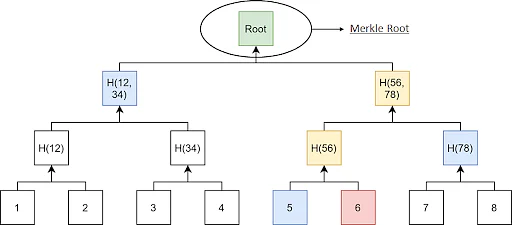 Root
Merkle Root
H(12,
34)
H(56,
78)
H(12)
H(34)
H(56)
H(78)
1
2
3
4
5
6
7
8